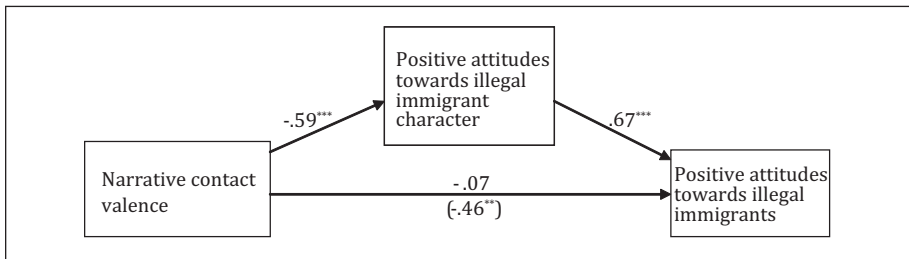 Positive attitudes
towards illegal
immigrant
character
-.59***
.67***
Narrative contact
valence
-.07
(-.46**)
Positive attitudes
towards illegal
immigrants